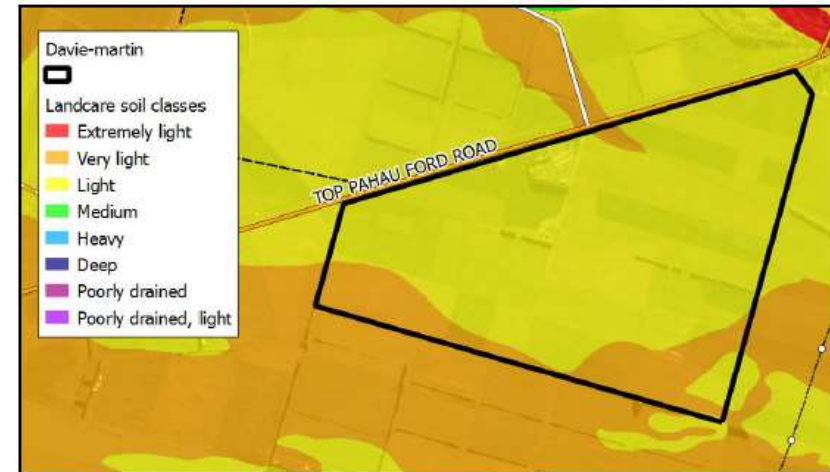 Davie-martin
Landcare soil classes
Extremely light
Very light
Light
Medium
Heavy
Deep
Poorly drained
Poorly drained, light
TOP PAHAU FORD ROAD